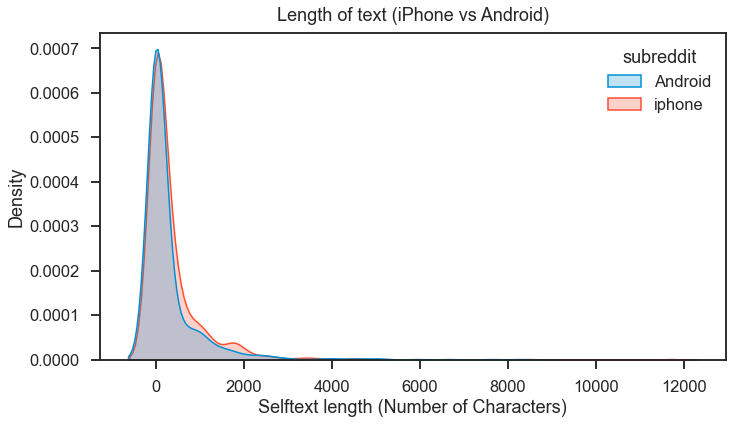 Length of text (iPhone vs Android)
0.0007
0.0006
0.0005
0.0004
0.0003
0.0002
0.0001
0.0000
Density
subreddit
Android
iphone
0 2000 4000 6000 8000 10000 12000
Selftext length (Number of Characters)